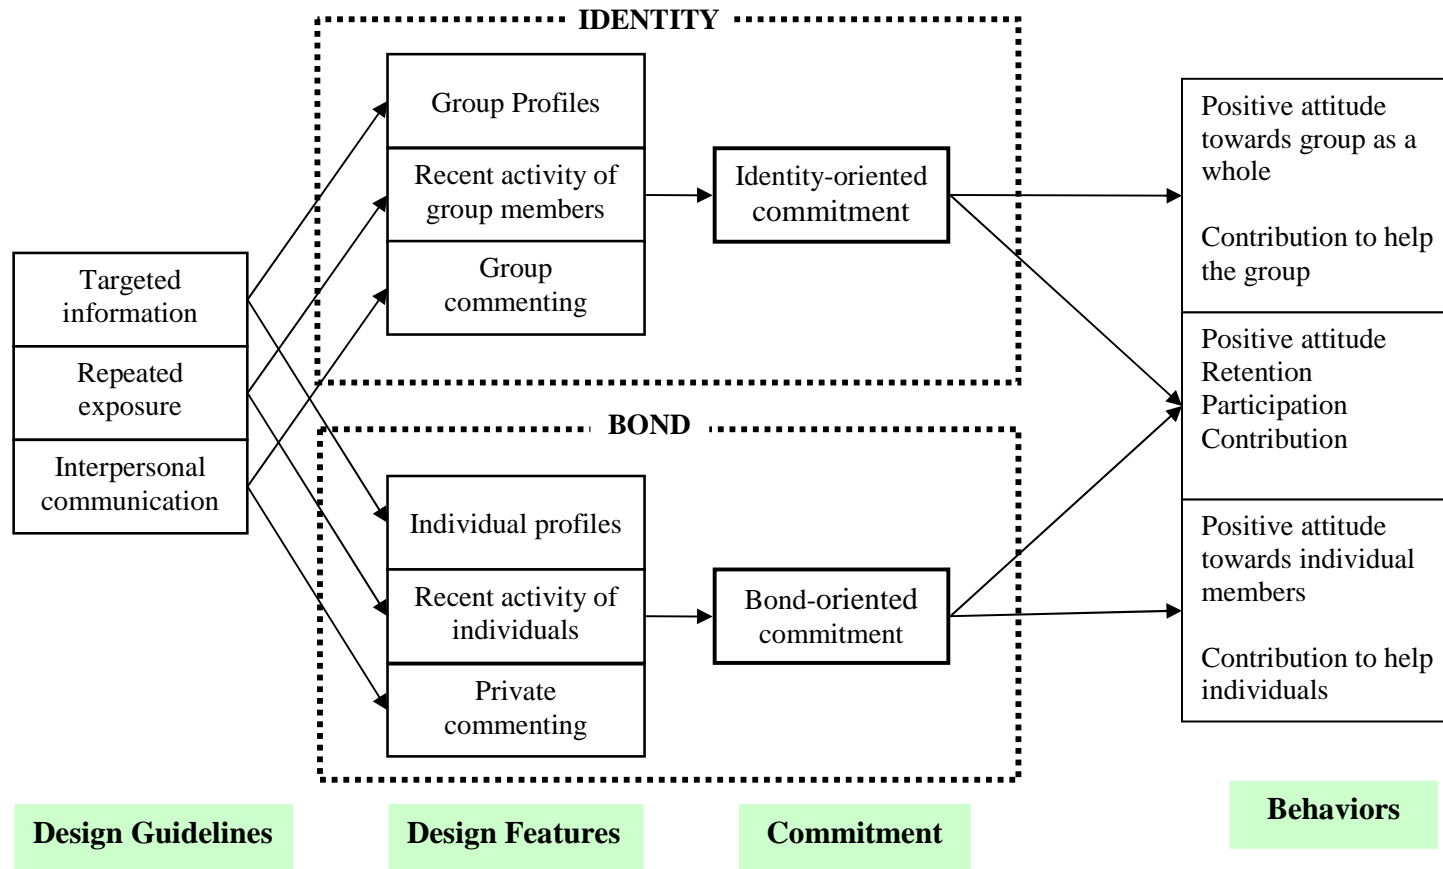 IDENTITY
Group Profiles
Recent activity of
group members
Group
commenting
Identity-oriented
commitment
Targeted
information
Repeated
exposure
Interpersonal
communication
BOND
Individual profiles
Recent activity of
individuals
Private
commenting
Bond-oriented
commitment
Positive attitude
towards group as a
whole
Contribution to help
the group
Positive attitude
Retention
Participation
Contribution
Positive attitude
towards individual
members
Contribution to help
individuals
Design Guidelines
Design Features
Commitment
Behaviors